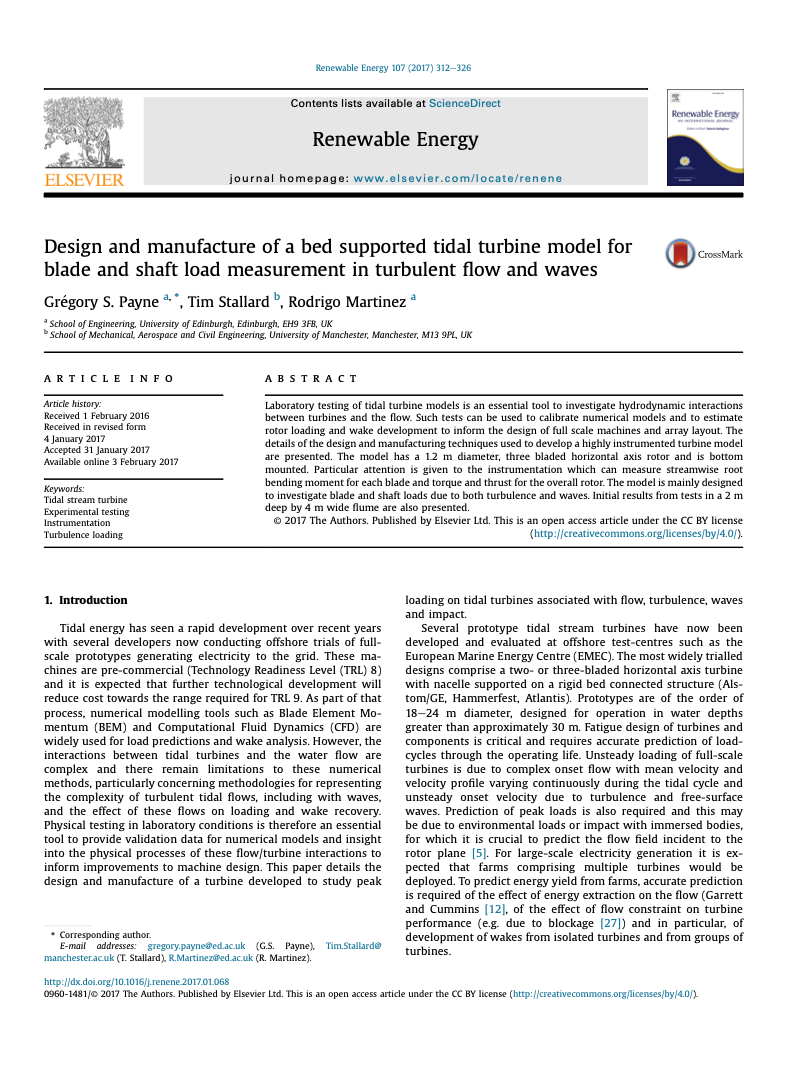 Renewable Energy 107 (2017) 312–326
Contents lists available at ScienceDirect
Renewable Energy
journal homepage: www.elsevier.com/locate/renene
ELSEVIER
Renewable Energy
Design and manufacture of a bed supported tidal turbine model for
blade and shaft load measurement in turbulent flow and waves
CrossMark
Grégory S. Payne a, *, Tim Stallard b, Rodrigo Martinez a
a School of Engineering, University of Edinburgh, Edinburgh, EH9 3FB, UK
b School of Mechanical, Aerospace and Civil Engineering, University of Manchester, Manchester, M13 9PL, UK
ARTICLE INFO
Article history:
Received 1 February 2016
Received in revised form
4 January 2017
Accepted 31 January 2017
Available online 3 February 2017
Keywords:
Tidal stream turbine
Experimental testing
Instrumentation
Turbulence loading
ABSTRACT
Laboratory testing of tidal turbine models is an essential tool to investigate hydrodynamic interactions
between turbines and the flow. Such tests can be used to calibrate numerical models and to estimate
rotor loading and wake development to inform the design of full scale machines and array layout. The
details of the design and manufacturing techniques used to develop a highly instrumented turbine model
are presented. The model has a 1.2 m diameter, three bladed horizontal axis rotor and is bottom
mounted. Particular attention is given to the instrumentation which can measure streamwise root
bending moment for each blade and torque and thrust for the overall rotor. The model is mainly designed
to investigate blade and shaft loads due to both turbulence and waves. Initial results from tests in a 2 m
deep by 4 m wide flume are also presented.
© 2017 The Authors. Published by Elsevier Ltd. This is an open access article under the CC BY license
(http://creativecommons.org/licenses/by/4.0/).
1. Introduction
Tidal energy has seen a rapid development over recent years
with several developers now conducting offshore trials of full-
scale prototypes generating electricity to the grid. These ma-
chines are pre-commercial (Technology Readiness Level (TRL) 8)
and it is expected that further technological development will
reduce cost towards the range required for TRL 9. As part of that
process, numerical modelling tools such as Blade Element Mo-
mentum (BEM) and Computational Fluid Dynamics (CFD) are
widely used for load predictions and wake analysis. However, the
interactions between tidal turbines and the water flow are
complex and there remain limitations to these numerical
methods, particularly concerning methodologies for representing
the complexity of turbulent tidal flows, including with waves,
and the effect of these flows on loading and wake recovery.
Physical testing in laboratory conditions is therefore an essential
tool to provide validation data for numerical models and insight
into the physical processes of these flow/turbine interactions to
inform improvements to machine design. This paper details the
design and manufacture of a turbine developed to study peak
loading on tidal turbines associated with flow, turbulence, waves
and impact.
Several prototype tidal stream turbines have now been
developed and evaluated at offshore test-centres such as the
European Marine Energy Centre (EMEC). The most widely trialled
designs comprise a two- or three-bladed horizontal axis turbine
with nacelle supported on a rigid bed connected structure (Als-
tom/GE, Hammerfest, Atlantis). Prototypes are of the order of
18–24 m diameter, designed for operation in water depths
greater than approximately 30 m. Fatigue design of turbines and
components is critical and requires accurate prediction of load-
cycles through the operating life. Unsteady loading of full-scale
turbines is due to complex onset flow with mean velocity and
velocity profile varying continuously during the tidal cycle and
unsteady onset velocity due to turbulence and free-surface
waves. Prediction of peak loads is also required and this may
be due to environmental loads or impact with immersed bodies,
for which it is crucial to predict the flow field incident to the
rotor plane [5]. For large-scale electricity generation it is ex-
pected that farms comprising multiple turbines would be
deployed. To predict energy yield from farms, accurate prediction
is required of the effect of energy extraction on the flow (Garrett
and Cummins [12], of the effect of flow constraint on turbine
performance (e.g. due to blockage [27]) and in particular, of
development of wakes from isolated turbines and from groups of
turbines.
* Corresponding author.
E-mail addresses: gregory.payne@ed.ac.uk (G.S. Payne), Tim.Stallard@
manchester.ac.uk (T. Stallard), R.Martinez@ed.ac.uk (R. Martinez).
http://dx.doi.org/10.1016/j.renene.2017.01.068
0960-1481/© 2017 The Authors. Published by Elsevier Ltd. This is an open access article under the CC BY license (http://creativecommons.org/licenses/by/4.0/).